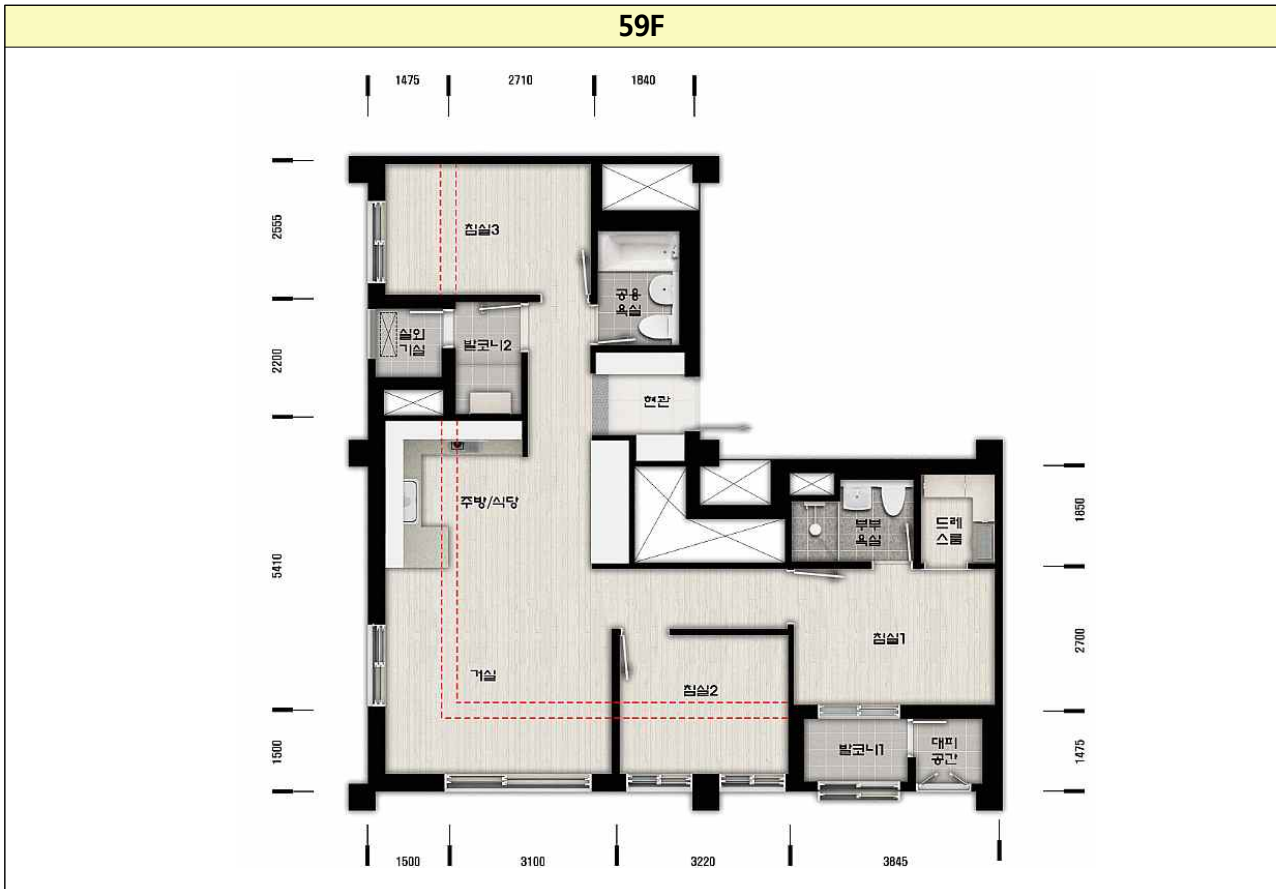 59F
1475
2710
1840
2555
침실3
공용
욕실
실외
기실
발코니2
2200
현관
주방/식당
부부
욕실
드레
스룸
1850
5410
침실1
2700
거실
침실2
발코니1
대피
공간
1500
1475
1500
3100
3220
3845